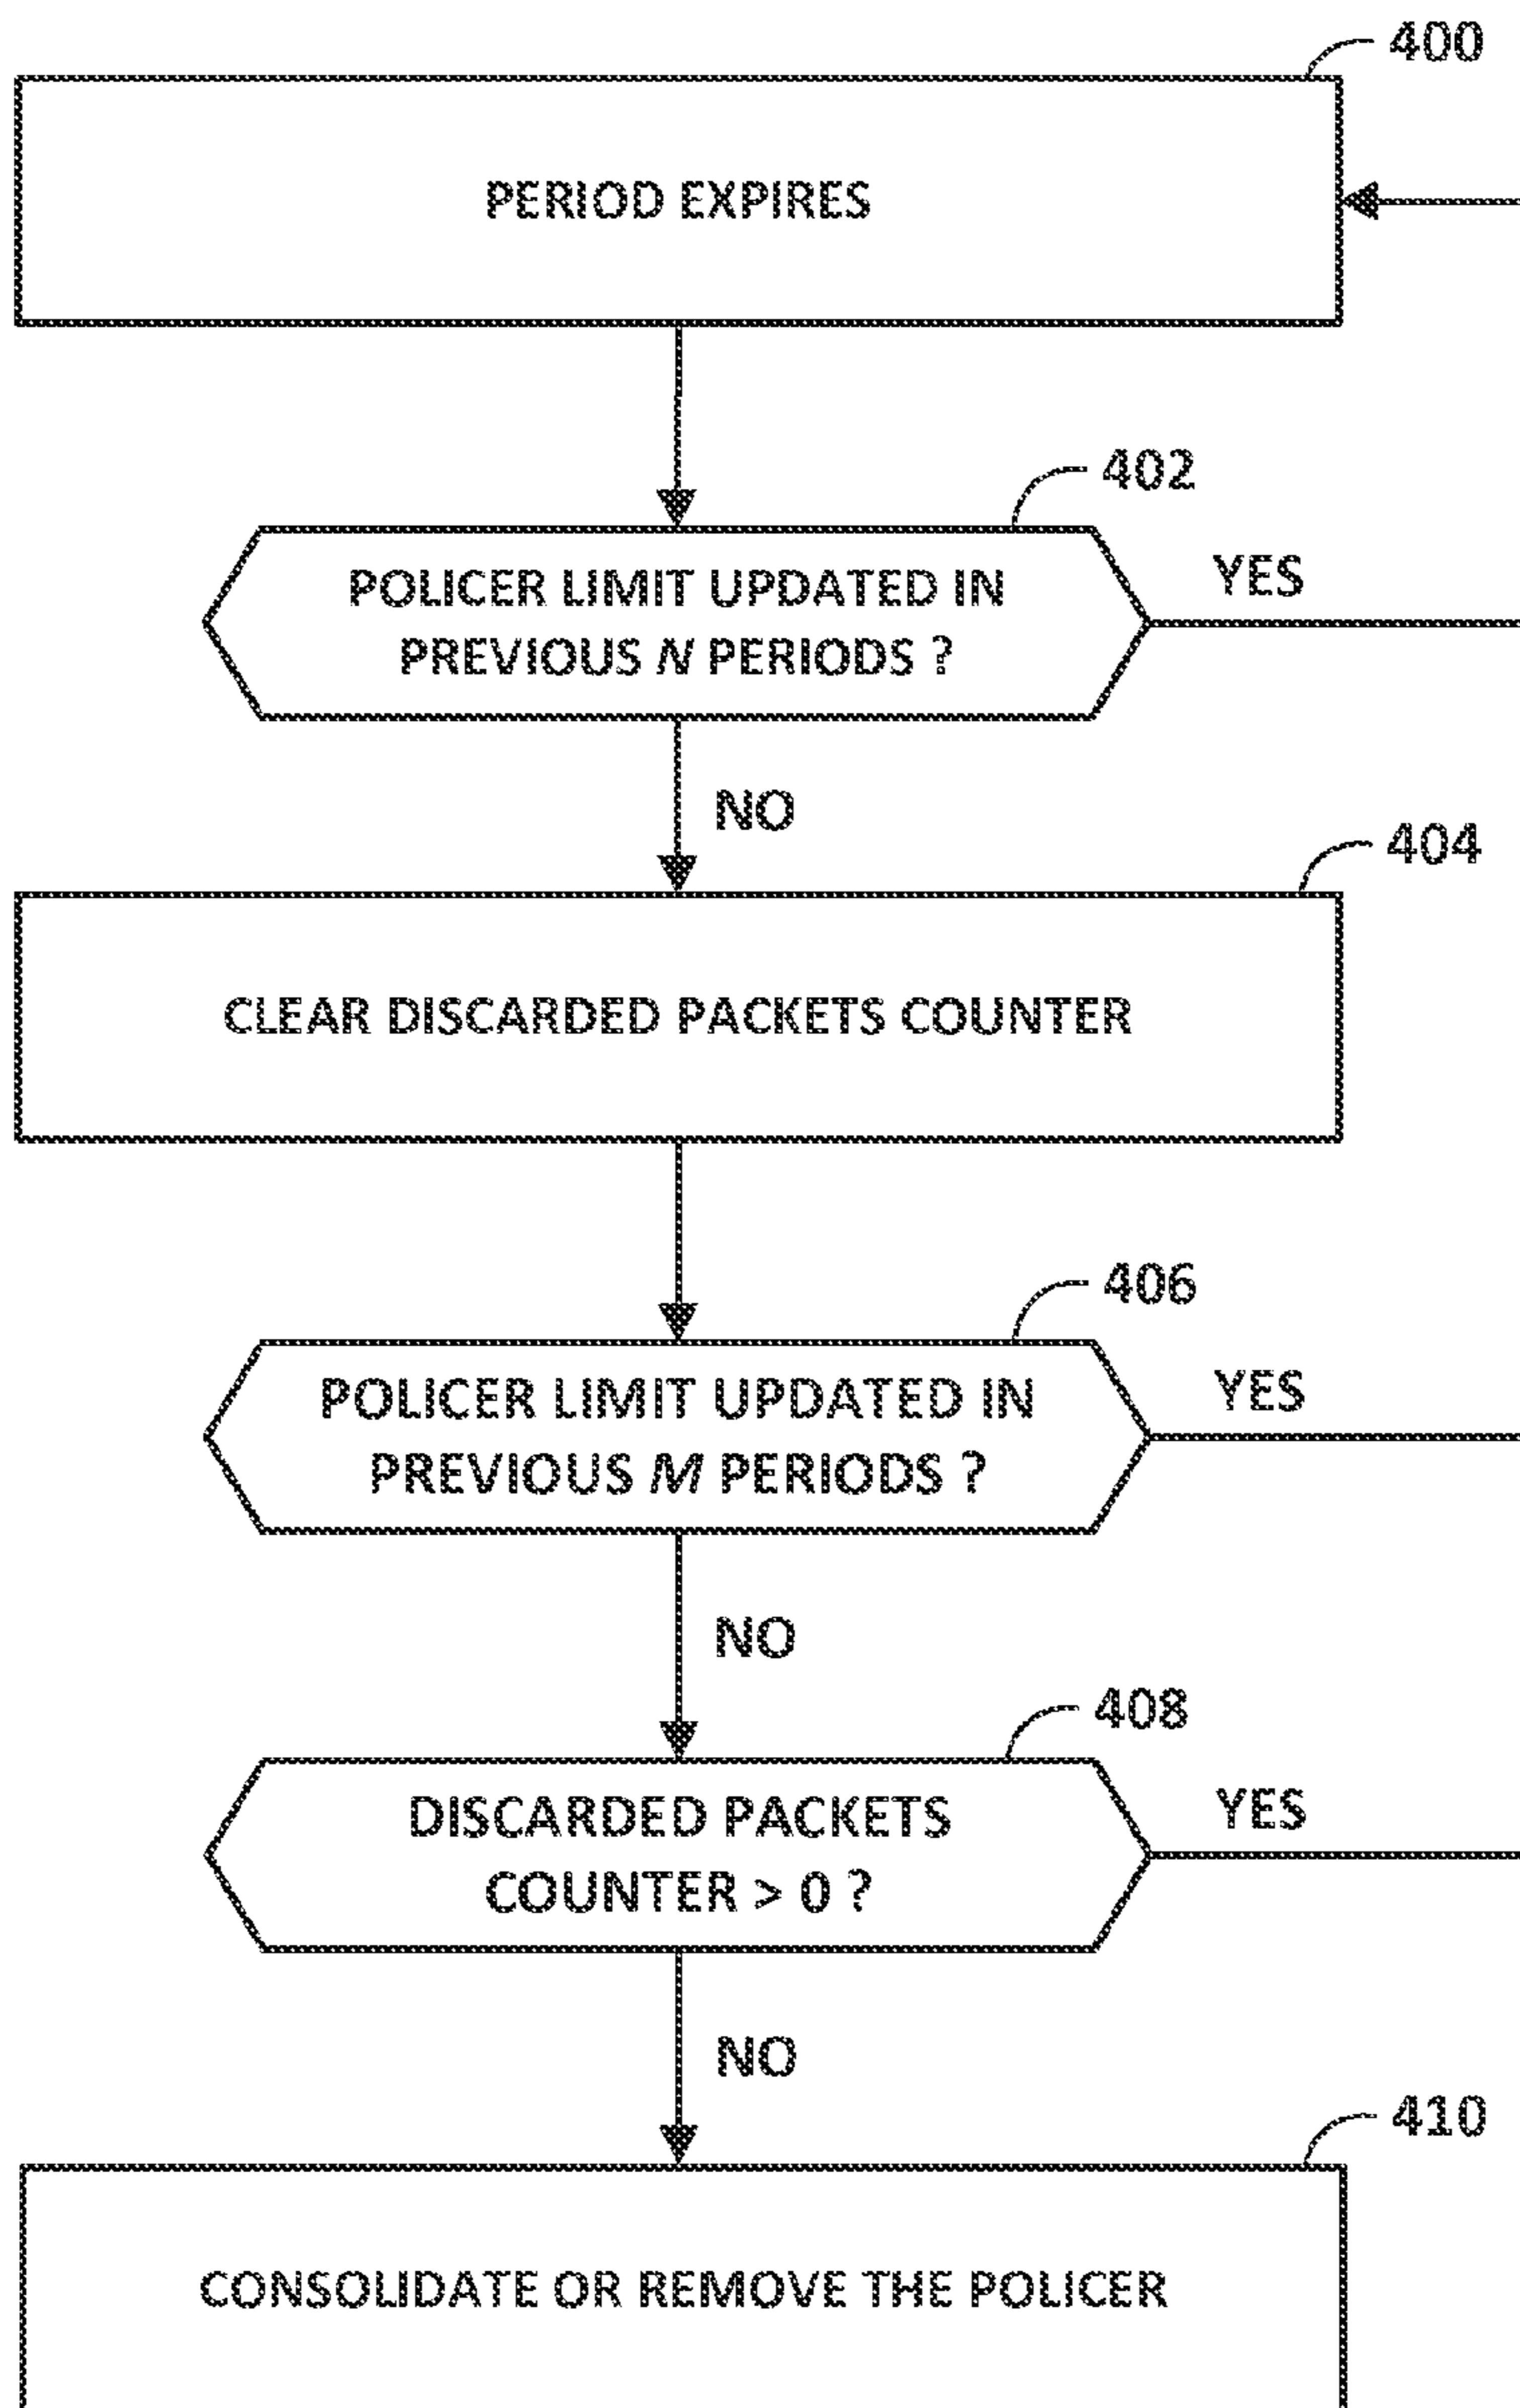 400
PERIOD EXPIRES
402
POLICER LIMIT UPDATED IN
PREVIOUS N PERIODS ?
YES
NO
404
CLEAR DISCARDED PACKETS COUNTER
406
POLICER LIMIT UPDATED IN
PREVIOUS M PERIODS ?
YES
NO
408
DISCARDED PACKETS
COUNTER > 0 ?
YES
NO
410
CONSOLIDATE OR REMOVE THE POLICER